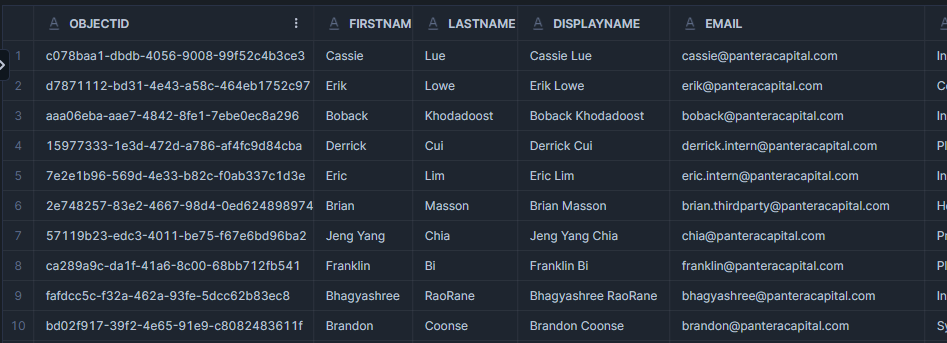 A OBJECTID A FIRSTNAM A LASTNAME A DISPLAYNAME A EMAIL A
1 c078baa1-dbdb-4056-9008-99f52c4b3ce3 Cassie Lue Cassie Lue cassie@panteracapital.com In
2 d7871112-bd31-4e43-a58c-464eb1752c97 Erik Lowe Erik Lowe erik@panteracapital.com Co
3 aaa06eba-aae7-4842-8fe1-7ebe0ec8a296 Boback Khodadoost Boback Khodadoost boback@panteracapital.com In
4 15977333-1e3d-472d-a786-af4fc9d84cba Derrick Cui Derrick Cui derrick.intern@panteracapital.com Pl
5 7e2e1b96-569d-4e33-b82c-f0ab337c1d3e Eric Lim Eric Lim eric.intern@panteracapital.com In
6 2e748257-83e2-4667-98d4-0ed624898974 Brian Masson Brian Masson brian.thirdparty@panteracapital.com He
7 57119b23-edc3-4011-be75-f67e6bd96ba2 Jeng Yang Chia Jeng Yang Chia chia@panteracapital.com Pr
8 ca289a9c-da1f-41a6-8c00-68bb712fb541 Franklin Bi Franklin Bi franklin@panteracapital.com Pl
9 fafdcc5c-f32a-462a-93fe-5dcc62b83ec8 Bhagyashree RaoRane Bhagyashree RaoRane bhagyashree@panteracapital.com In
10 bd02f917-39f2-4e65-91e9-c8082483611f Brandon Coonse Brandon Coonse brandon@panteracapital.com Sy